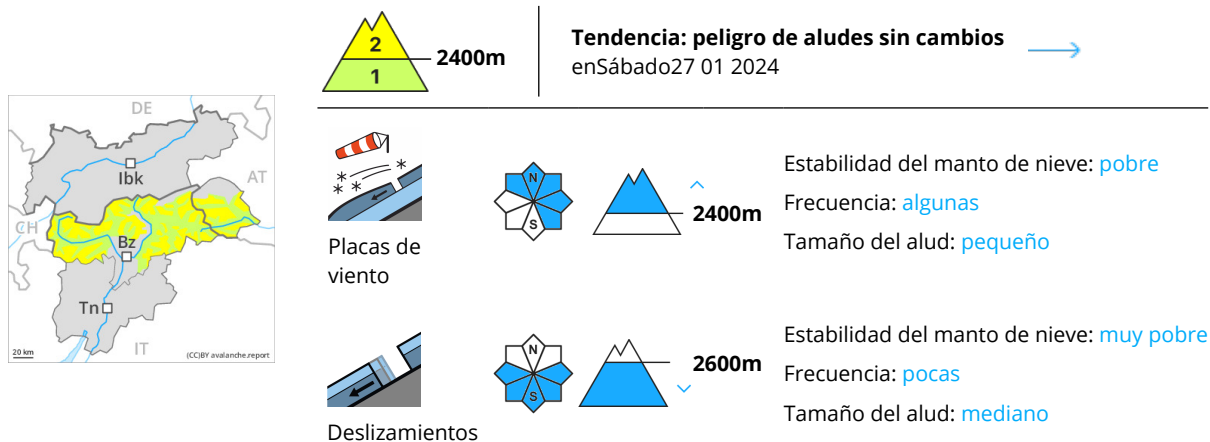 2
1
2400m
Tendencia: peligro de aludes sin cambios
enSábado27 01 2024
DE
Ibk
AT
CH
Bz
Tn
IT
20 km
(CC)BY avalanche.report
Placas de
viento
N
S
2400m
Estabilidad del manto de nieve: pobre
Frecuencia: algunas
Tamaño del alud: pequeño
Deslizamientos
N
S
2600m
Estabilidad del manto de nieve: muy pobre
Frecuencia: pocas
Tamaño del alud: mediano